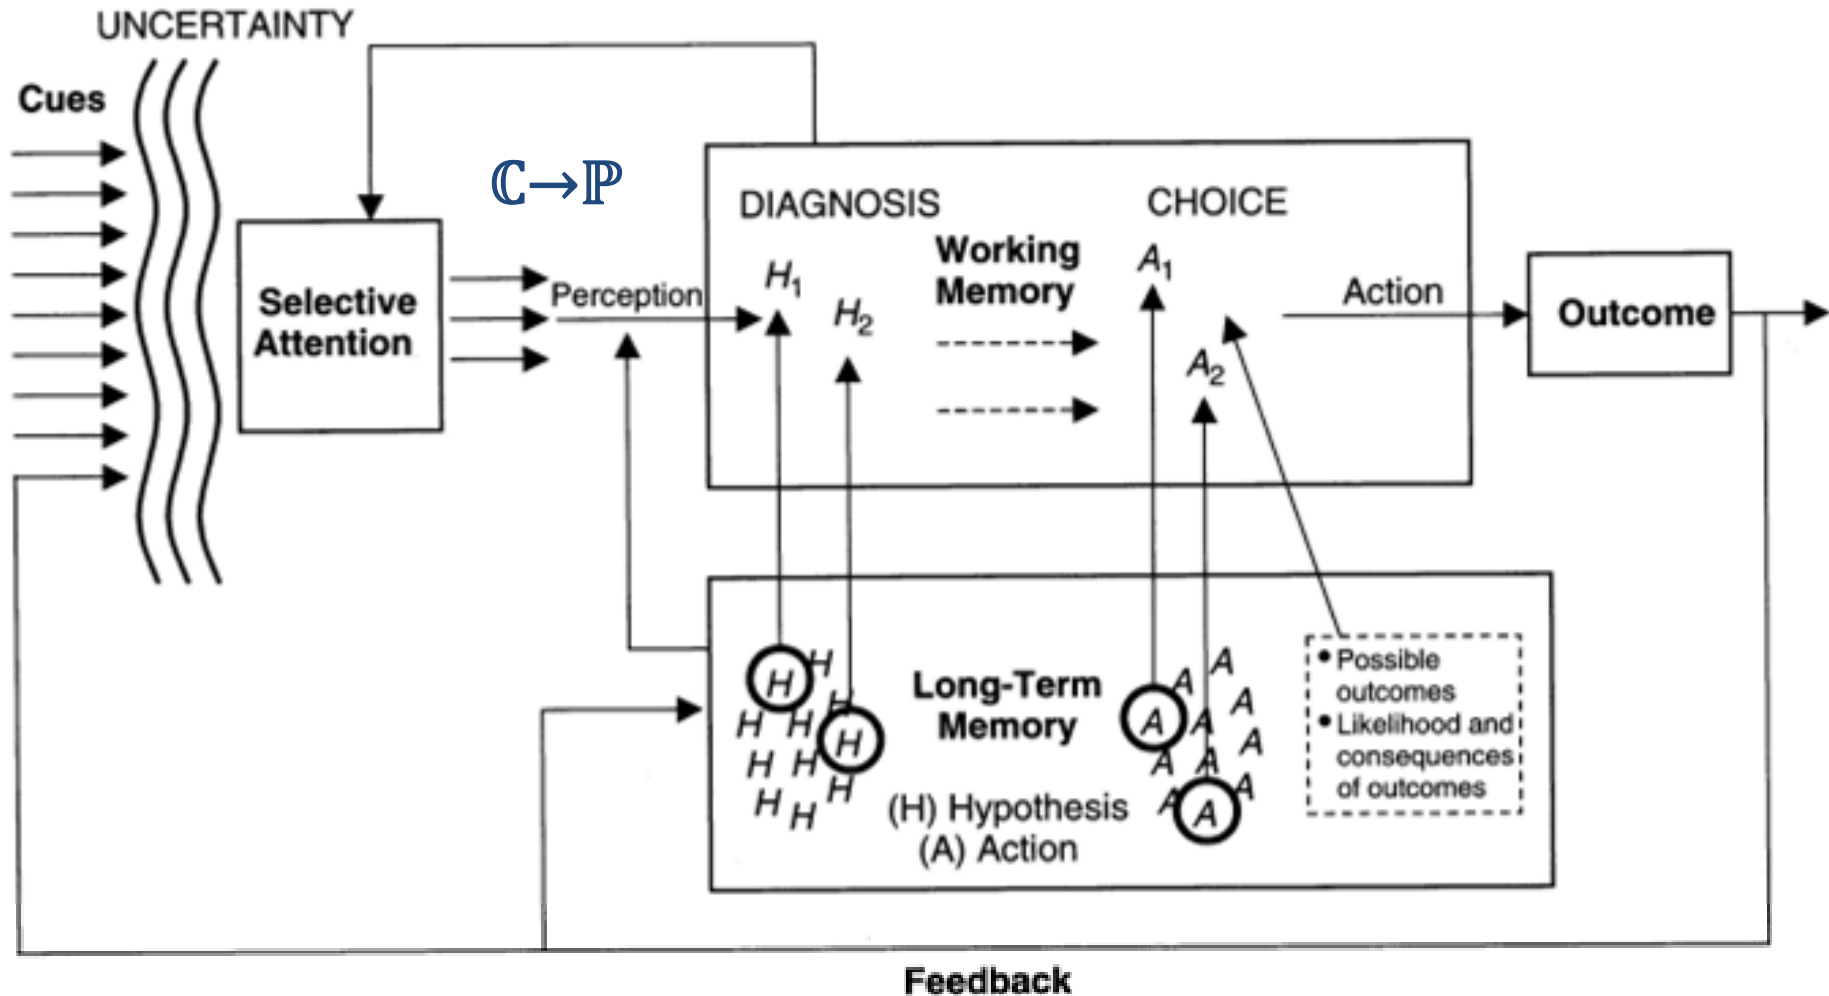 UNCERTAINTY
Cues
ℂ→ℙ
Selective
Attention
Perception
DIAGNOSIS
CHOICE
Working
Memory
H1
H2
A1
A2
Action
Outcome
Long-Term
Memory
(H) Hypothesis
(A) Action
H
H
H
H
H
H
H
H
H
H
H
A
A
A
A
A
A
A
A
A
A
A
• Possible
outcomes
• Likelihood and
consequences
of outcomes
Feedback